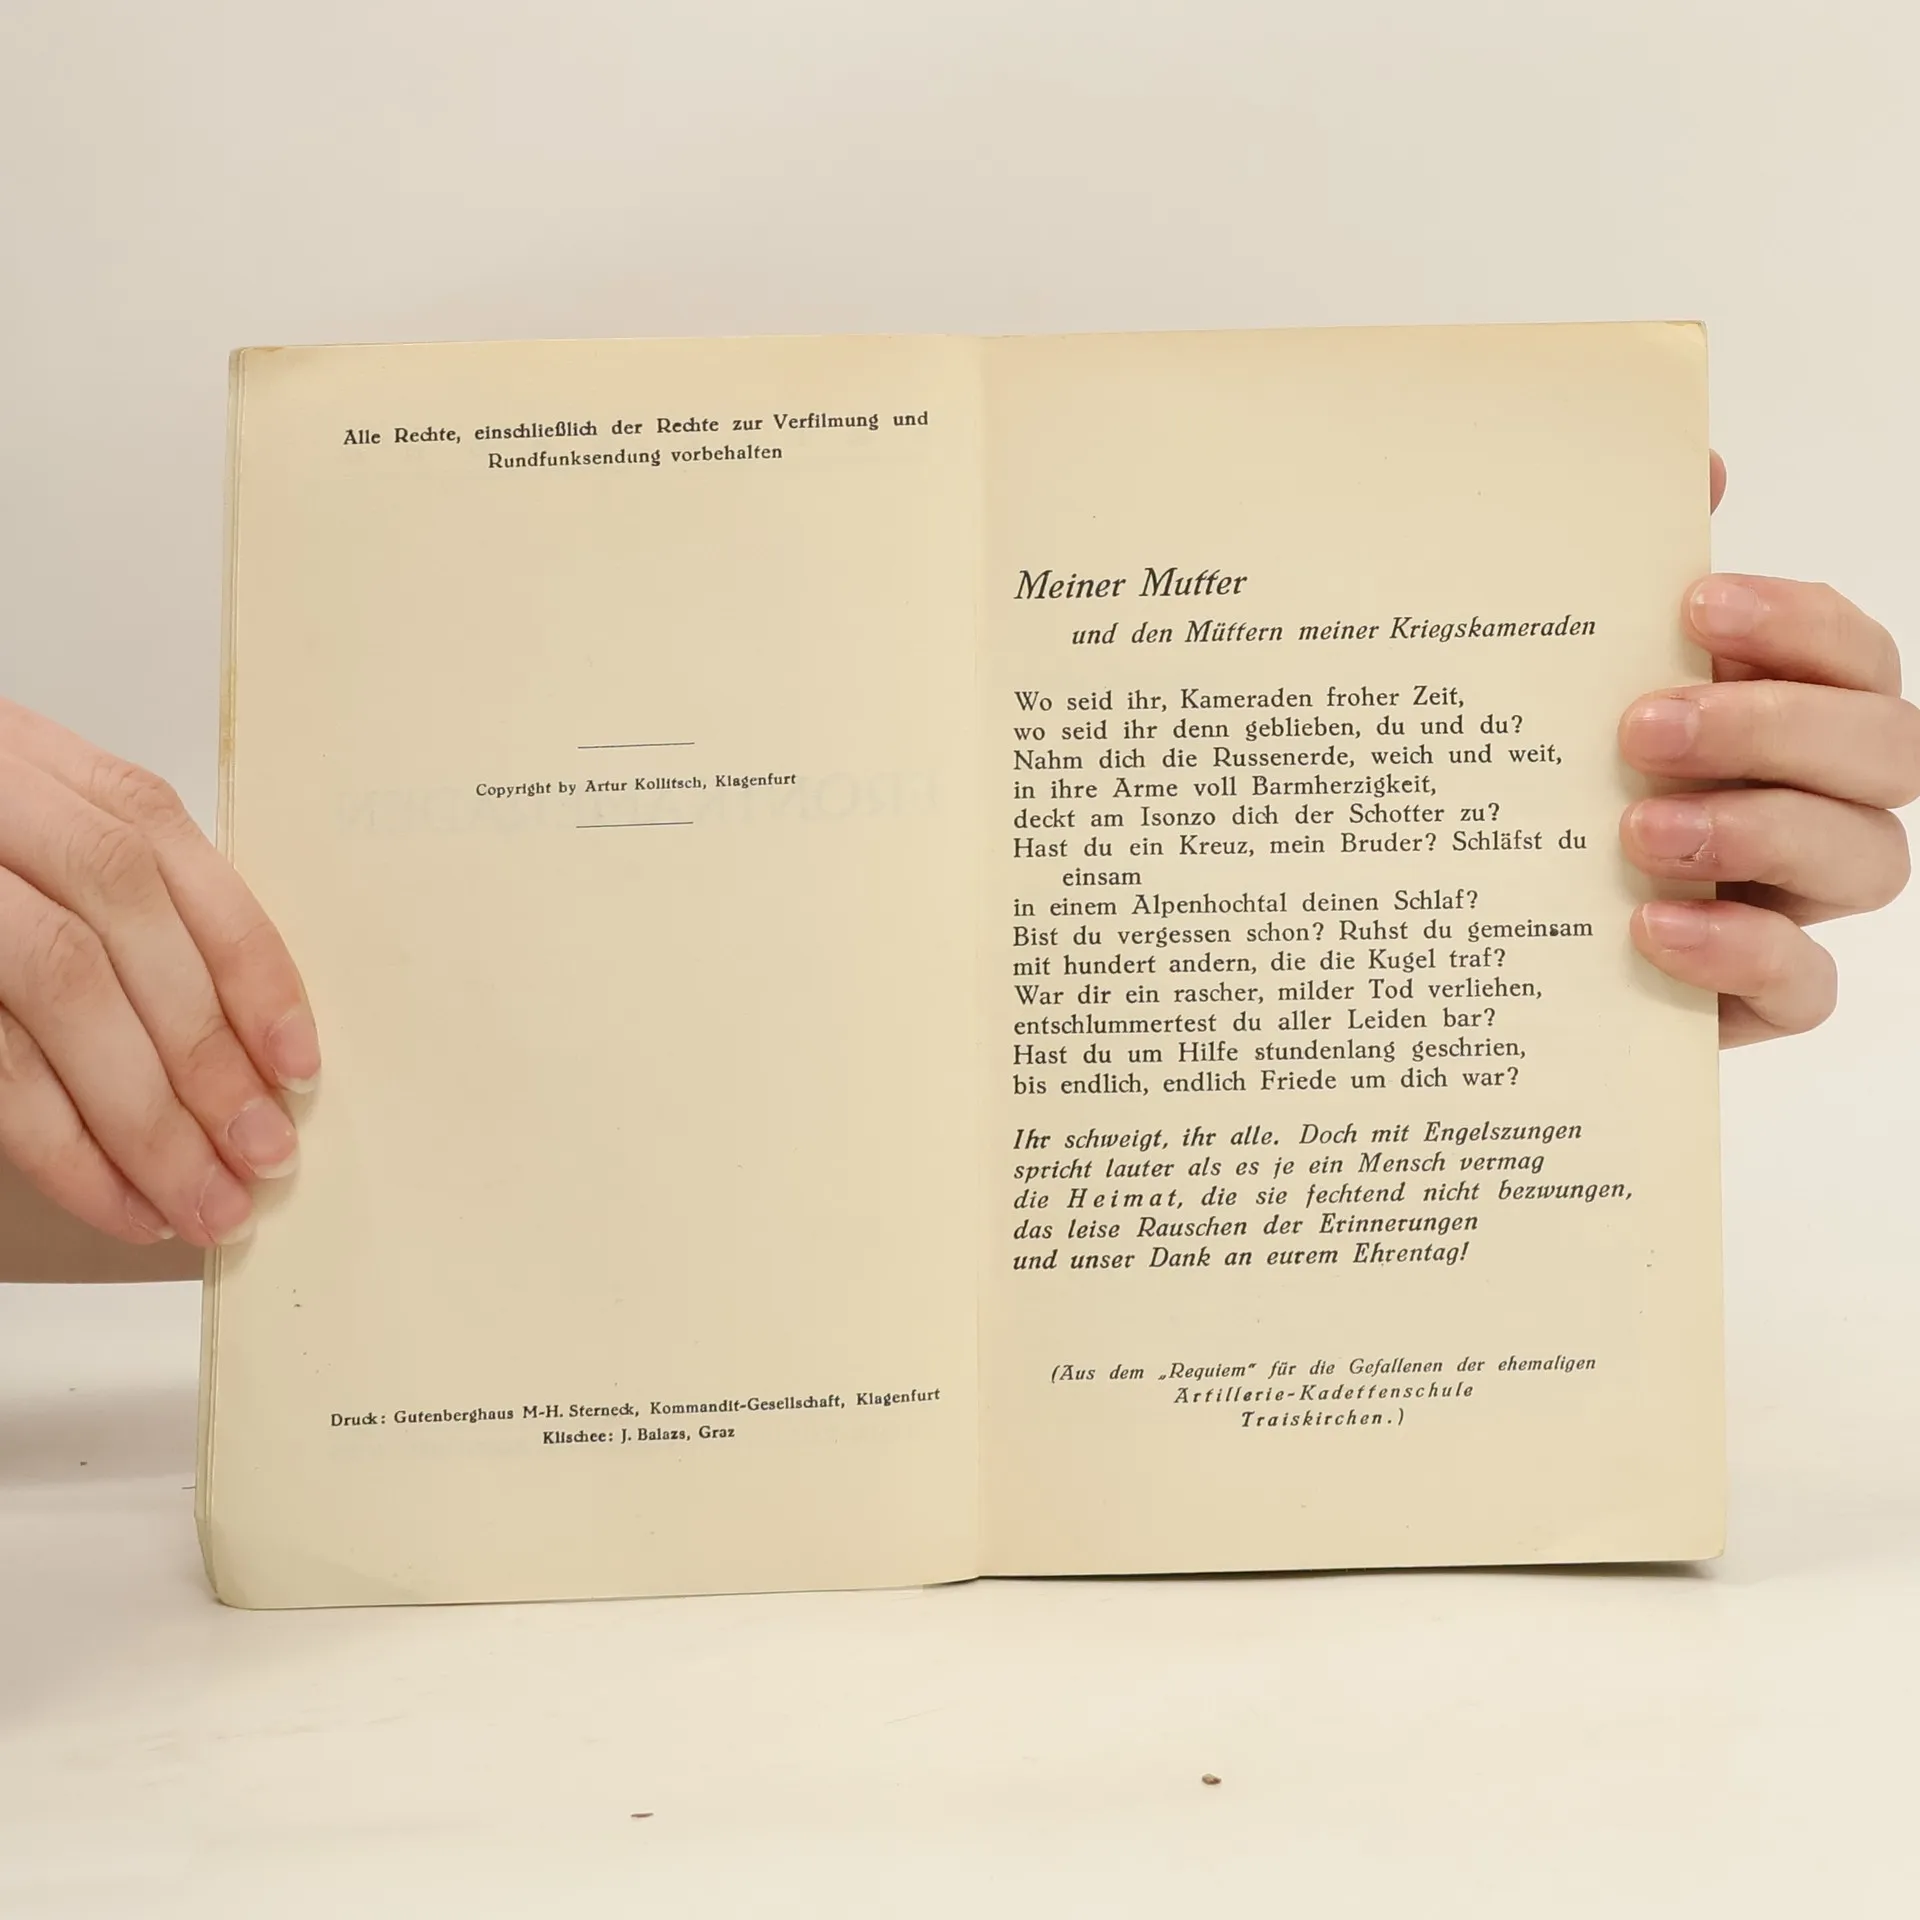 Alle Rechte, einschließlich der Rechte zur Verfilmung und
Rundfunksendung vorbehalten
Copyright by Artur Kollitsch, Klagenfurt
Druck: Gutenberghaus M-H. Sterneck, Kommandit-Gesellschaft, Klagenfurt
Klischee: J. Balazs, Graz
Meiner Mutter
und den Müttern meiner Kriegskameraden
Wo seid ihr, Kameraden froher Zeit,
wo seid ihr denn geblieben, du und du?
Nahm dich die Russenerde, weich und weit,
in ihre Arme voll Barmherzigkeit,
deckt am Isonzo dich der Schotter zu?
Hast du ein Kreuz, mein Bruder? Schläfst du
einsam
in einem Alpenhochtal deinen Schlaf?
Bist du vergessen schon? Ruhst du gemeinsam
mit hundert andern, die die Kugel traf?
War dir ein rascher, milder Tod verliehen,
entschlummertest du aller Leiden bar?
Hast du um Hilfe stundenlang geschrien,
bis endlich, endlich Friede um dich war?
Ihr schweigt, ihr alle. Doch mit Engelszungen
spricht lauter als es je ein Mensch vermag
die Heimat, die sie fechtend nicht bezwungen,
das leise Rauschen der Erinnerungen
und unser Dank an eurem Ehrentag!
(Aus dem „Requiem“ für die Gefallenen der ehemaligen
Artillerie-Kadettenschule
Traiskirchen.)